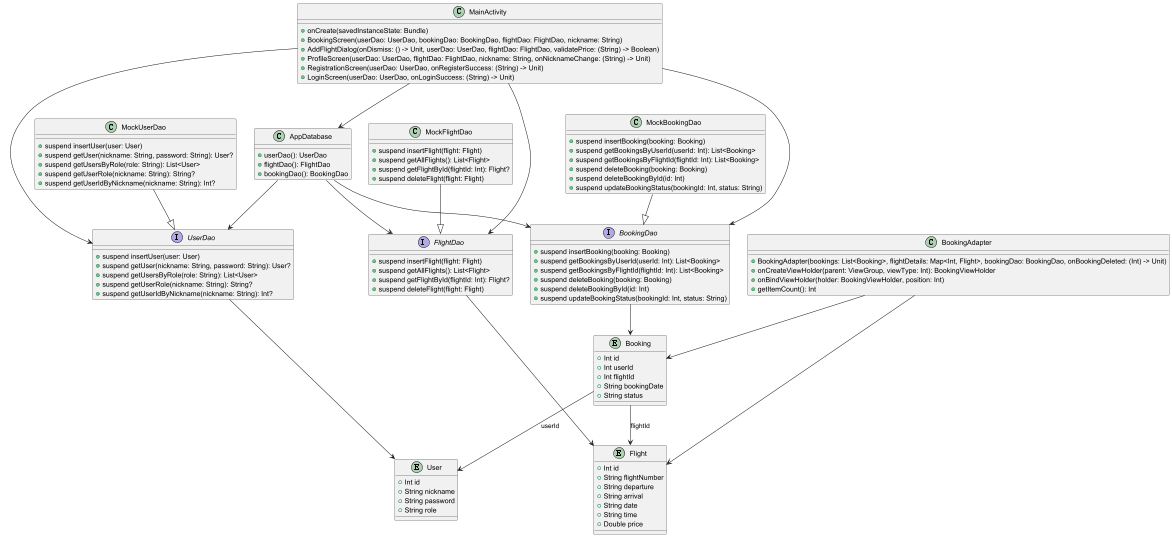 C MainActivity
onCreate(savedInstanceState: Bundle)
BookingScreen(userDao: UserDao, bookingDao: BookingDao, flightDao: FlightDao, nickname: String)
AddFlightDialog(onDismiss: () -> Unit, userDao: UserDao, flightDao: FlightDao, validatePrice: (String) -> Boolean)
ProfileScreen(userDao: UserDao, flightDao: FlightDao, nickname: String, onNicknameChange: (String) -> Unit)
RegistrationScreen(userDao: UserDao, onRegisterSuccess: (String) -> Unit)
LoginScreen(userDao: UserDao, onLoginSuccess: (String) -> Unit)
C MockUserDao
suspend insertUser(user: User)
suspend getUser(nickname: String, password: String): User?
suspend getUsersByRole(role: String): List<User>
suspend getUserRole(nickname: String): String?
suspend getUserIdByNickname(nickname: String): Int?
C AppDatabase
userDao(): UserDao
flightDao(): FlightDao
bookingDao(): BookingDao
C MockFlightDao
suspend insertFlight(flight: Flight)
suspend getAllFlights(): List<Flight>
suspend getFlightById(flightId: Int): Flight?
suspend deleteFlight(flight: Flight)
C MockBookingDao
suspend insertBooking(booking: Booking)
suspend getBookingsByUserId(userId: Int): List<Booking>
suspend getBookingsByFlightId(flightId: Int): List<Booking>
suspend deleteBooking(booking: Booking)
suspend deleteBookingById(id: Int)
suspend updateBookingStatus(bookingId: Int, status: String)
I UserDao
suspend insertUser(user: User)
suspend getUser(nickname: String, password: String): User?
suspend getUsersByRole(role: String): List<User>
suspend getUserRole(nickname: String): String?
suspend getUserIdByNickname(nickname: String): Int?
I FlightDao
suspend insertFlight(flight: Flight)
suspend getAllFlights(): List<Flight>
suspend getFlightById(flightId: Int): Flight?
suspend deleteFlight(flight: Flight)
I BookingDao
suspend insertBooking(booking: Booking)
suspend getBookingsByUserId(userId: Int): List<Booking>
suspend getBookingsByFlightId(flightId: Int): List<Booking>
suspend deleteBooking(booking: Booking)
suspend deleteBookingById(id: Int)
suspend updateBookingStatus(bookingId: Int, status: String)
C BookingAdapter
BookingAdapter(bookings: List<Booking>, flightDetails: Map<Int, Flight>, bookingDao: BookingDao, onBookingDeleted: (Int) -> Unit)
onCreateViewHolder(parent: ViewGroup, viewType: Int): BookingViewHolder
onBindViewHolder(holder: BookingViewHolder, position: Int)
getItemCount(): Int
E Booking
Int id
Int userId
Int flightId
String bookingDate
String status
userId
flightId
E User
Int id
String nickname
String password
String role
E Flight
Int id
String flightNumber
String departure
String arrival
String date
String time
Double price